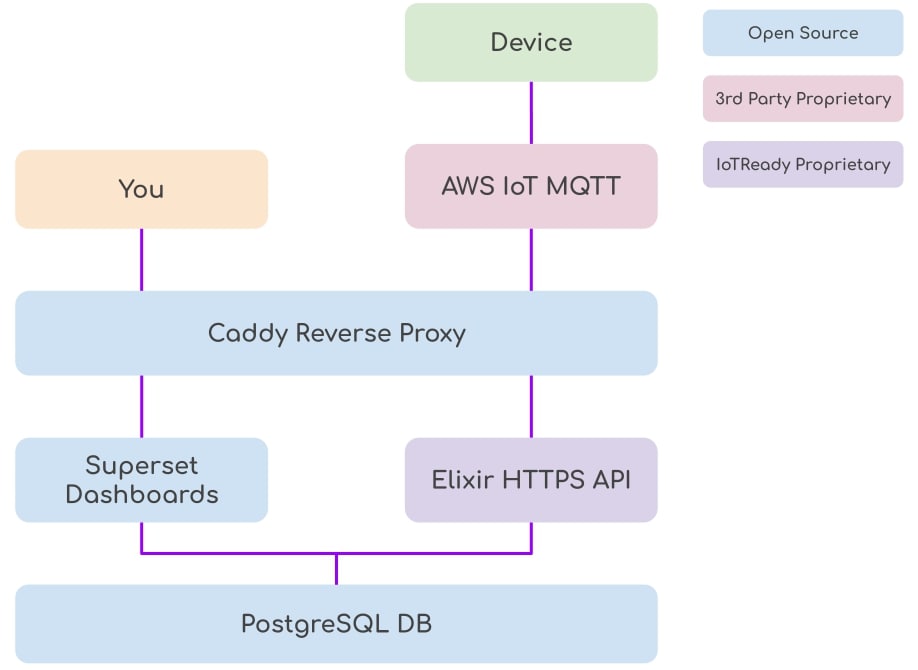 Device
Open Source
3rd Party Proprietary
IoTReady Proprietary
You
AWS IoT MQTT
Caddy Reverse Proxy
Superset
Dashboards
Elixir HTTPS API
PostgreSQL DB